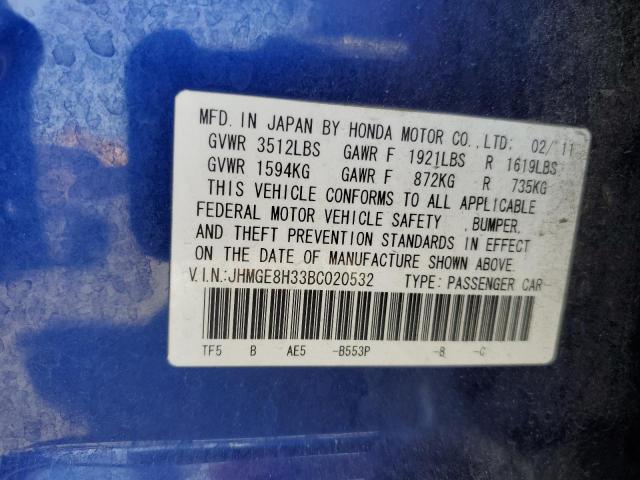 MFD. IN JAPAN BY HONDA MOTOR CO.,LTD: 02/11
GVWR 3512LBS GAWR F 1921LBS R 1619LBS
GVWR 1594KG GAWR F 872KG R 735KG
THIS VEHICLE CONFORMS TO ALL APPLICABLE
FEDERAL MOTOR VEHICLE SAFETY ,BUMPER,
AND THEFT PREVENTION STANDARDS IN EFFECT
ON THE DATE OF MANUFACTURE SHOWN ABOVE.
V.I.N.:JHMGE8H33BC020532 TYPE: PASSENGER CAR
TF5 B AE5 -B553P -B -C